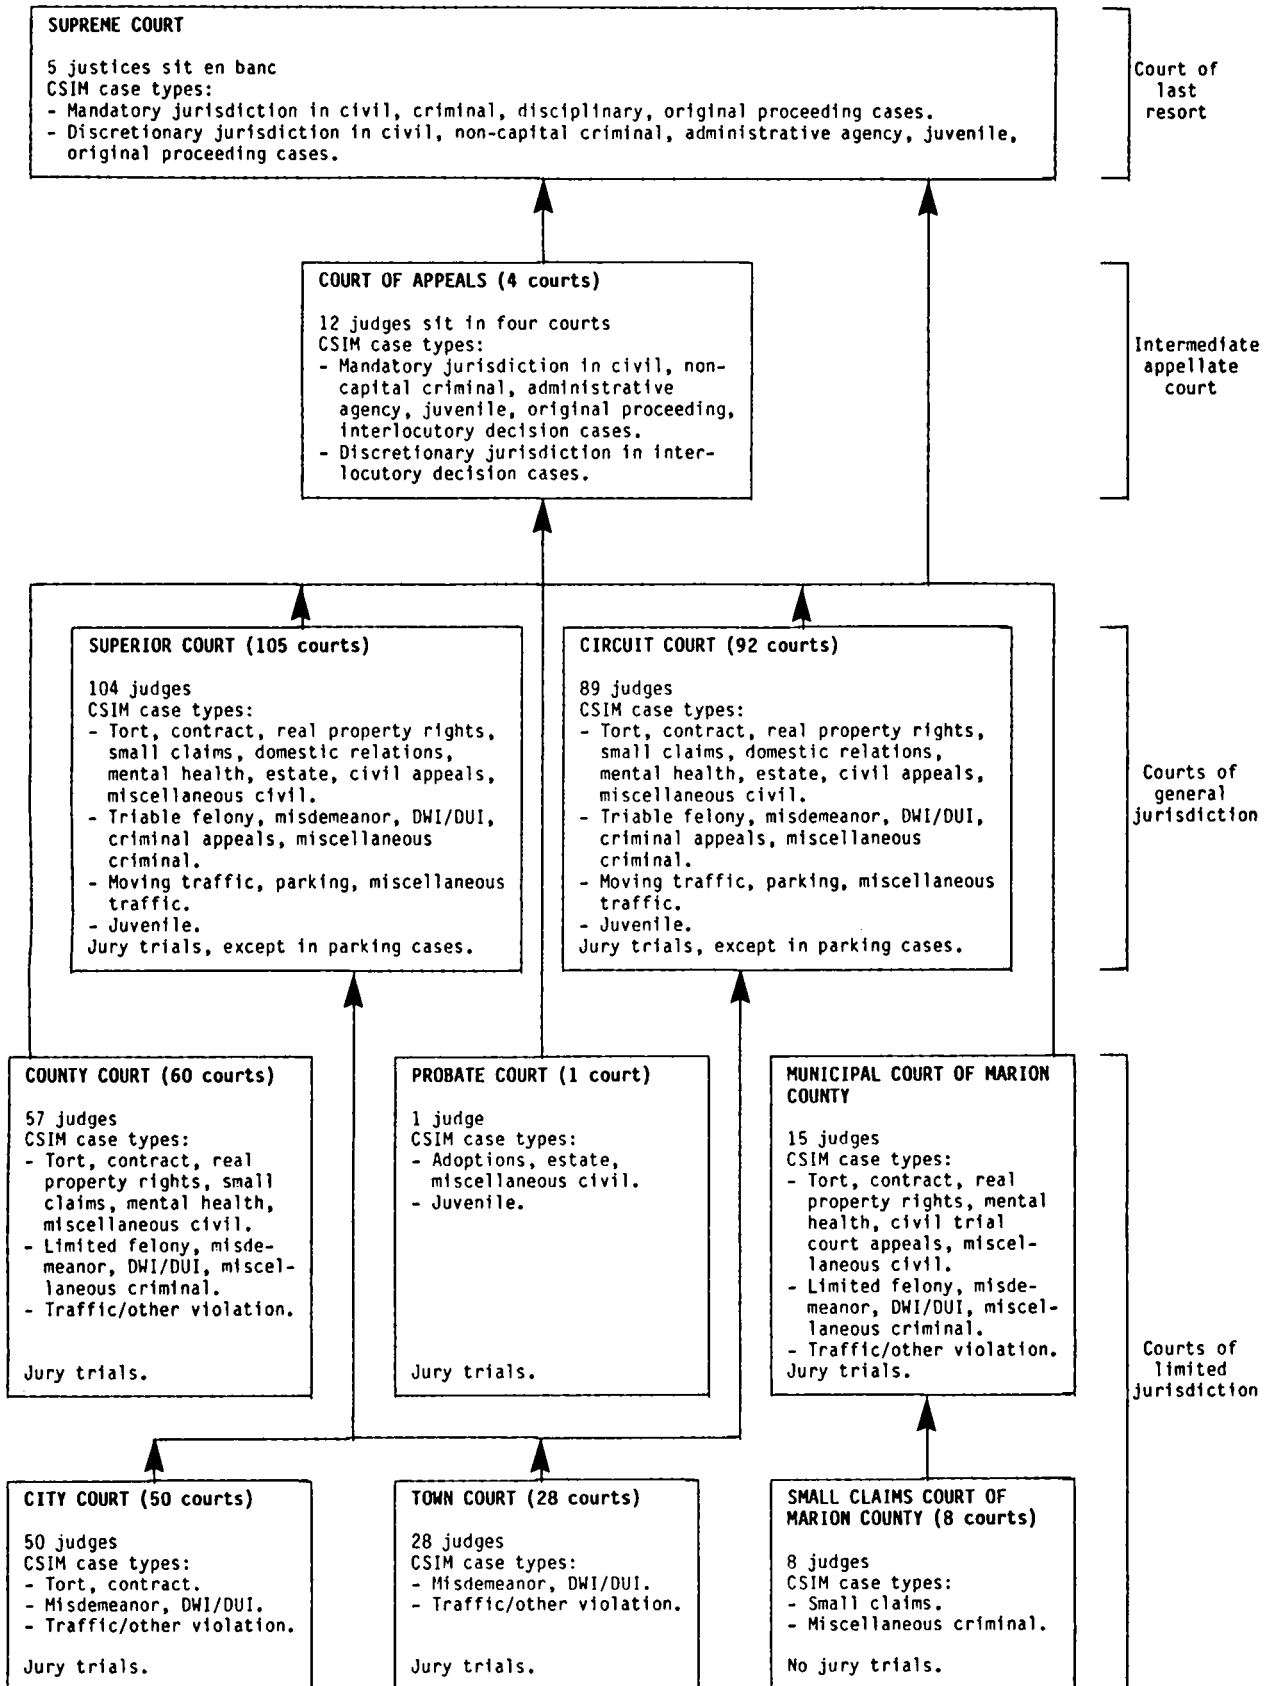 SUPREME COURT
5 justices sit en banc
CSIM case types:
- Mandatory jurisdiction in civil, criminal, disciplinary, original proceeding cases.
- Discretionary jurisdiction in civil, non-capital criminal, administrative agency, juvenile,
original proceeding cases.
Court of
last
resort
COURT OF APPEALS (4 courts)
12 judges sit in four courts
CSIM case types:
- Mandatory jurisdiction in civil, non-
capital criminal, administrative
agency, juvenile, original proceeding,
interlocutory decision cases.
- Discretionary jurisdiction in inter-
locutory decision cases.
Intermediate
appellate
court
SUPERIOR COURT (105 courts)
104 judges
CSIM case types:
- Tort, contract, real property rights,
small claims, domestic relations,
mental health, estate, civil appeals,
miscellaneous civil.
- Triable felony, misdemeanor, DWI/DUI,
criminal appeals, miscellaneous
criminal.
- Moving traffic, parking, miscellaneous
traffic.
- Juvenile.
Jury trials, except in parking cases.
CIRCUIT COURT (92 courts)
89 judges
CSIM case types:
- Tort, contract, real property rights,
small claims, domestic relations,
mental health, estate, civil appeals,
miscellaneous civil.
- Triable felony, misdemeanor, DWI/DUI,
criminal appeals, miscellaneous
criminal.
- Moving traffic, parking, miscellaneous
traffic.
- Juvenile.
Jury trials, except in parking cases.
Courts of
general
jurisdiction
COUNTY COURT (60 courts)
57 judges
CSIM case types:
- Tort, contract, real
property rights, small
claims, mental health,
miscellaneous civil.
- Limited felony, misde-
meanor, DWI/DUI, miscel-
laneous criminal.
- Traffic/other violation.
Jury trials.
PROBATE COURT (1 court)
1 judge
CSIM case types:
- Adoptions, estate,
miscellaneous civil.
- Juvenile.
Jury trials.
MUNICIPAL COURT OF MARION
COUNTY
15 judges
CSIM case types:
- Tort, contract, real
property rights, mental
health, civil trial
court appeals, miscel-
laneous civil.
- Limited felony, misde-
meanor, DWI/DUI, miscel-
laneous criminal.
- Traffic/other violation.
Jury trials.
Courts of
limited
jurisdiction
CITY COURT (50 courts)
50 judges
CSIM case types:
- Tort, contract.
- Misdemeanor, DWI/DUI.
- Traffic/other violation.
Jury trials.
TOWN COURT (28 courts)
28 judges
CSIM case types:
- Misdemeanor, DWI/DUI.
- Traffic/other violation.
Jury trials.
SMALL CLAIMS COURT OF
MARION COUNTY (8 courts)
8 judges
CSIM case types:
- Small claims.
- Miscellaneous criminal.
No jury trials.